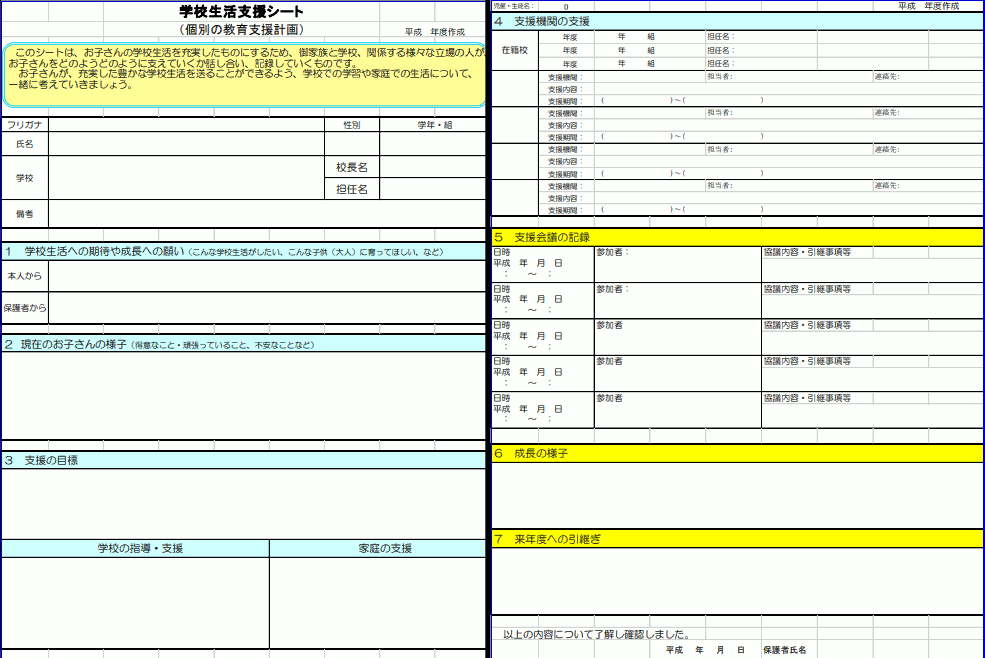 学校生活支援シート
（個別の教育支援計画）
平成　年度作成
このシートは、お子さんの学校生活を充実したものにするため、御家族と学校、関係する様々な立場の人が
お子さんをどのようどのように支えていくか話し合い、記録していくものです。
お子さんが、充実した豊かな学校生活を送ることができるよう、学校での学習や家庭での生活について、
一緒に考えていきましょう。
フリガナ　性別　学年・組
氏名
学校　校長名
担任名
備考
1　学校生活への期待や成長への願い（こんな学校生活がしたい、こんな子供（大人）に育ってほしい、など）
本人から
保護者から
2　現在のお子さんの様子（得意なこと・頑張っていること、不安なことなど）
3　支援の目標
学校の指導・支援　家庭の支援
児童・生徒名：　0　平成　年度作成
4　支援機関の支援
在籍校　年度　年　組　担任名：
年度　年　組　担任名：
年度　年　組　担任名：
支援機関：　担当者：　連絡先：
支援内容：
支援期間：（　）～（　）
支援機関：　担当者：　連絡先：
支援内容：
支援期間：（　）～（　）
支援機関：　担当者：　連絡先：
支援内容：
支援期間：（　）～（　）
支援機関：　担当者：　連絡先：
支援内容：
支援期間：（　）～（　）
5　支援会議の記録
日時　参加者：　協議内容・引継事項等
平成　年　月　日
：　～　：
日時　参加者：　協議内容・引継事項等
平成　年　月　日
：　～　：
日時　参加者　協議内容・引継事項等
平成　年　月　日
：　～　：
日時　参加者　協議内容・引継事項等
平成　年　月　日
：　～　：
日時　参加者　協議内容・引継事項等
平成　年　月　日
：　～　：
6　成長の様子
7　来年度への引継ぎ
以上の内容について了解し確認しました。
平成　年　月　日　保護者氏名